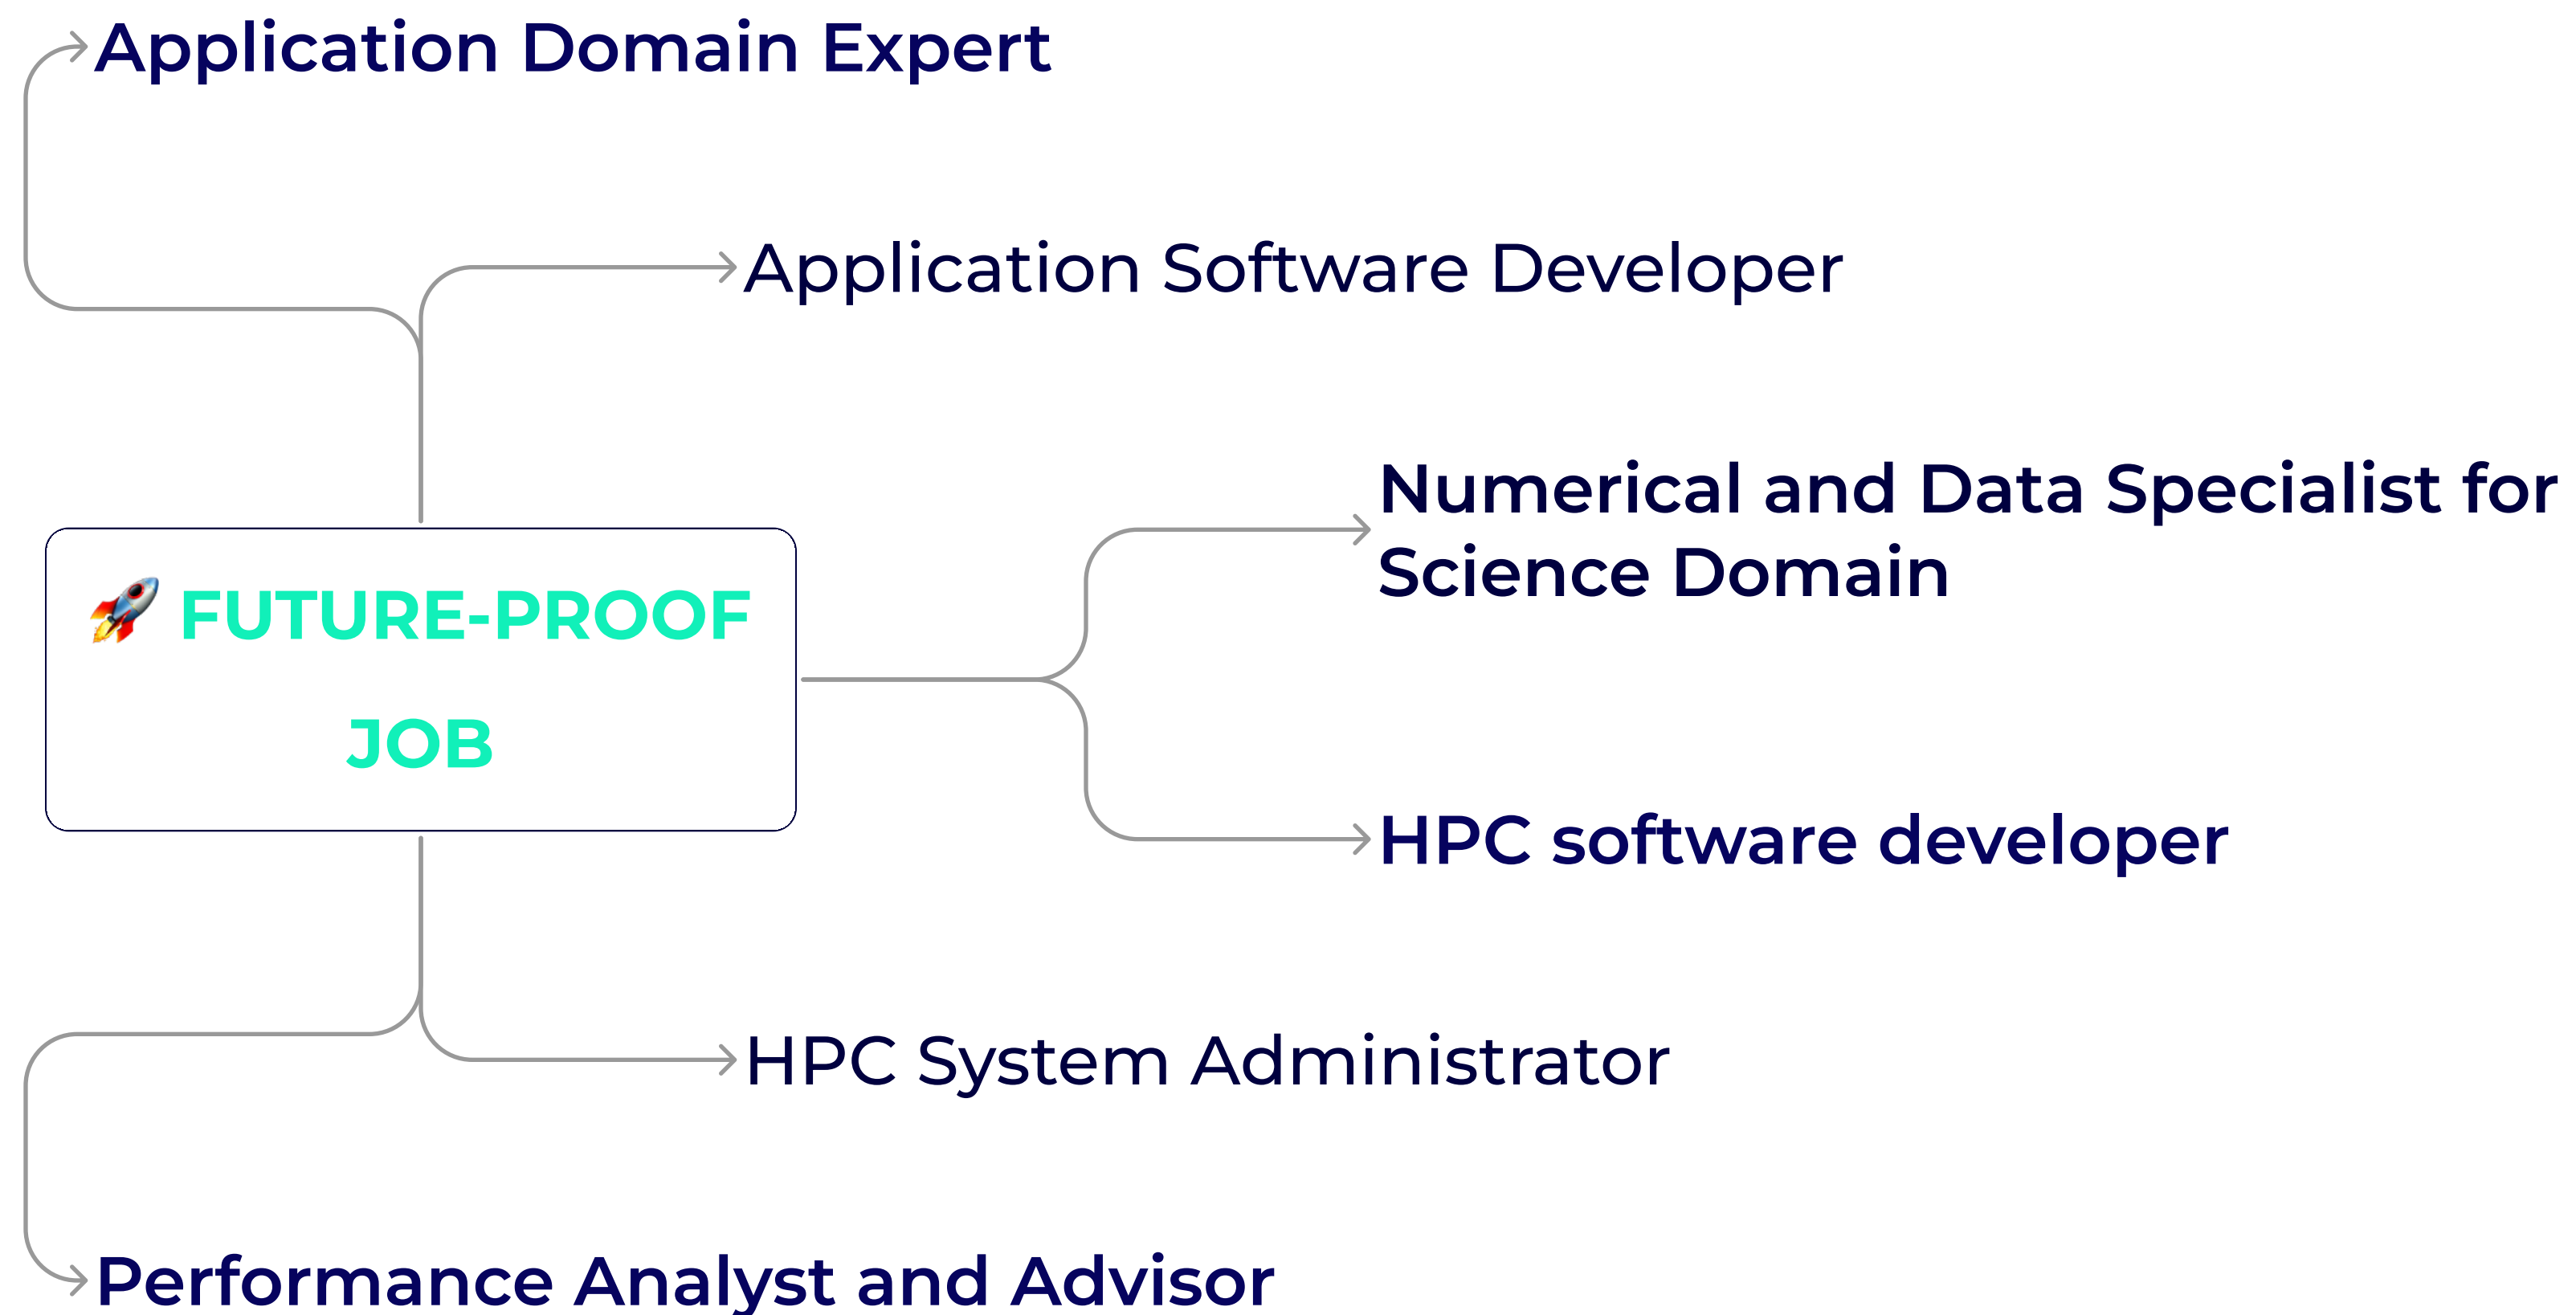 Application Domain Expert
Application Software Developer
Numerical and Data Specialist for
Science Domain
🚀 FUTURE-PROOF
JOB
HPC software developer
HPC System Administrator
Performance Analyst and Advisor